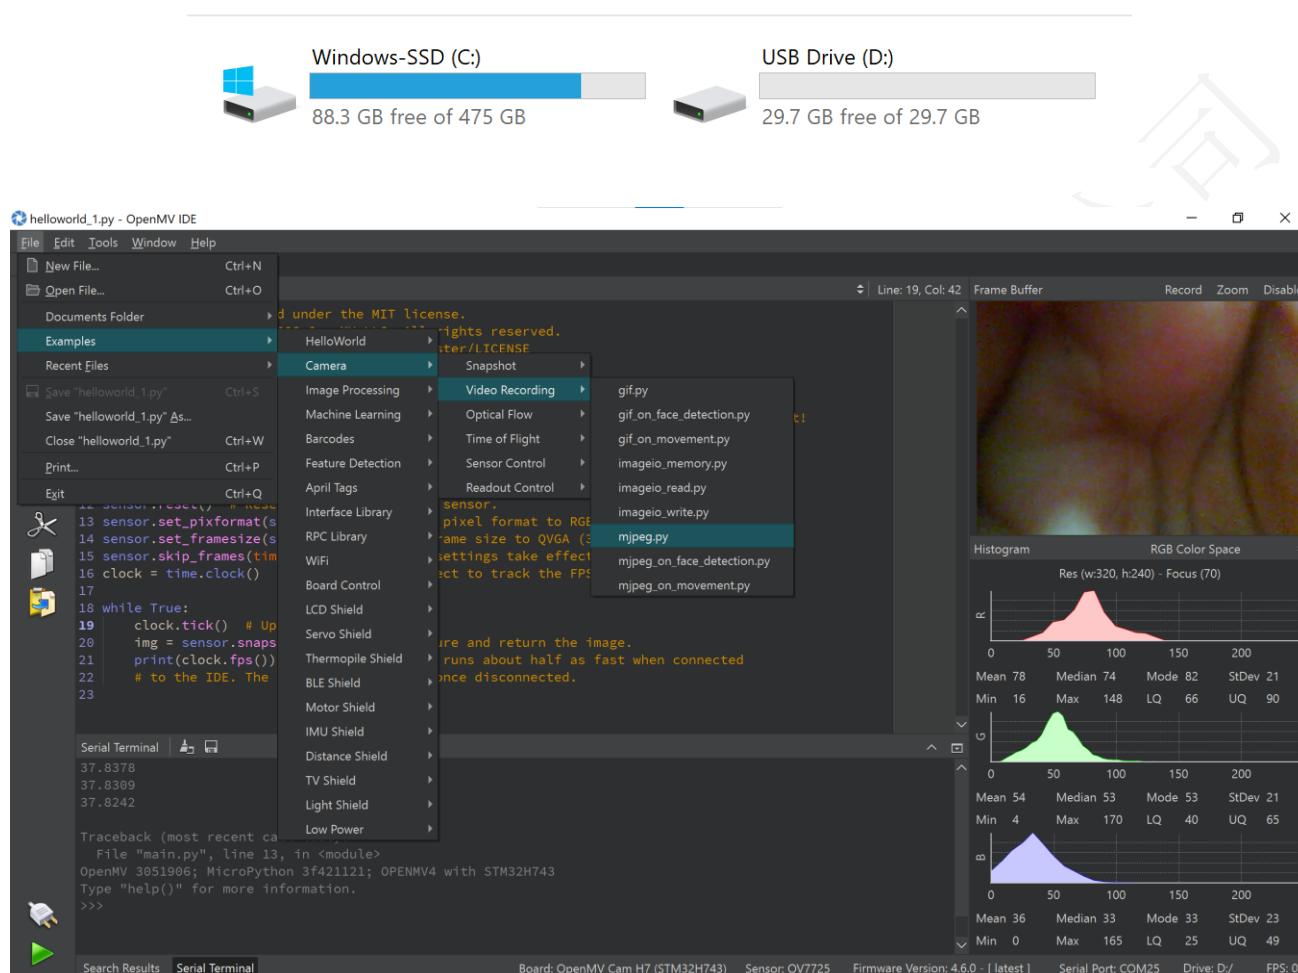 Windows-SSD (C:)
88.3 GB free of 475 GB
USB Drive (D:)
29.7 GB free of 29.7 GB
司
helloworld_1.py - OpenMV IDE
File Edit Tools Window Help
New File... Ctrl+N
Open File... Ctrl+O
Documents Folder
Examples
Recent Files
Save "helloworld_1.py" Ctrl+S
Save "helloworld_1.py" As...
Close "helloworld_1.py" Ctrl+W
Print... Ctrl+P
Exit Ctrl+Q
HelloWorld
Camera
Image Processing
Machine Learning
Barcodes
Feature Detection
April Tags
Interface Library
RPC Library
WiFi
Board Control
LCD Shield
Servo Shield
Thermopile Shield
BLE Shield
Motor Shield
IMU Shield
Distance Shield
TV Shield
Light Shield
Low Power
Snapshot
Video Recording
Optical Flow
Time of Flight
Sensor Control
Readout Control
gif.py
gif_on_face_detection.py
gif_on_movement.py
imageio_memory.py
imageio_read.py
imageio_write.py
mjpeg.py
mjpeg_on_face_detection.py
mjpeg_on_movement.py
Line: 19, Col: 42
d under the MIT license.
rights reserved.
ster/LICENSE
t!
sensor.
13 sensor.set_pixformat(s pixel format to RGB
14 sensor.set_framesize(s rame size to QVGA (3
15 sensor.skip_frames(tim settings take effect
16 clock = time.clock() ect to track the FPS
17
18 while True:
19 clock.tick() # Up
20 img = sensor.snaps ure and return the image.
21 print(clock.fps()) runs about half as fast when connected
22 # to the IDE. The once disconnected.
23
Serial Terminal
37.8378
37.8309
37.8242
Traceback (most recent ca
File "main.py", line 13, in <module>
OpenMV 3051906; MicroPython 3f421121; OPENMV4 with STM32H743
Type "help()" for more information.
>>>
Frame Buffer Record Zoom Disabl
Histogram RGB Color Space
Res (w:320, h:240) - Focus (70)
R
0 50 100 150 200
Mean 78 Median 74 Mode 82 StDev 21
Min 16 Max 148 LQ 66 UQ 90
G
0 50 100 150 200
Mean 54 Median 53 Mode 53 StDev 21
Min 4 Max 170 LQ 40 UQ 65
B
0 50 100 150 200
Mean 36 Median 33 Mode 33 StDev 23
Min 0 Max 165 LQ 25 UQ 49
Search Results Serial Terminal Board: OpenMV Cam H7 (STM32H743) Sensor: OV7725 Firmware Version: 4.6.0 - [ latest ] Serial Port: COM25 Drive: D:/ FPS: 0